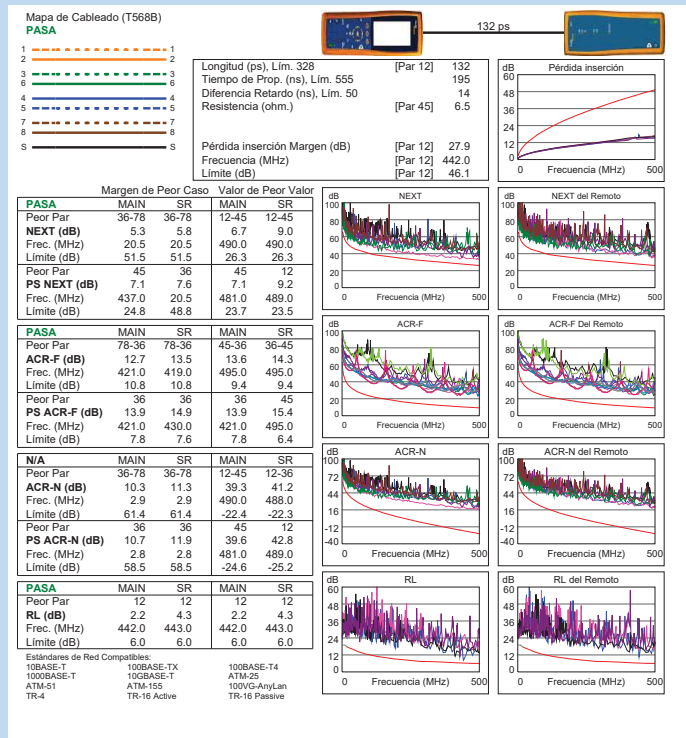 Mapa de Cableado (T568B)
PASA
1 1
2 2
3 3
6 6
4 4
5 5
7 7
8 8
S S
132 ps
Longitud (ps), Lím. 328 [Par 12] 132
Tiempo de Prop. (ns), Lím. 555 195
Diferencia Retardo (ns), Lím. 50 14
Resistencia (ohm.) [Par 45] 6.5
Pérdida inserción Margen (dB) [Par 12] 27.9
Frecuencia (MHz) [Par 12] 442.0
Límite (dB) [Par 12] 46.1
dB Pérdida inserción
60
48
36
24
12
0
0 Frecuencia (MHz) 500
Margen de Peor Caso Valor de Peor Valor
PASA MAIN SR MAIN SR
Peor Par 36-78 36-78 12-45 12-45
NEXT (dB) 5.3 5.8 6.7 9.0
Frec. (MHz) 20.5 20.5 490.0 490.0
Límite (dB) 51.5 51.5 26.3 26.3
Peor Par 45 36 45 12
PS NEXT (dB) 7.1 7.6 7.1 9.2
Frec. (MHz) 437.0 20.5 481.0 489.0
Límite (dB) 24.8 48.8 23.7 23.5
PASA MAIN SR MAIN SR
Peor Par 78-36 78-36 45-36 36-45
ACR-F (dB) 12.7 13.5 13.6 14.3
Frec. (MHz) 421.0 419.0 495.0 495.0
Límite (dB) 10.8 10.8 9.4 9.4
Peor Par 36 36 36 45
PS ACR-F (dB) 13.9 14.9 13.9 15.4
Frec. (MHz) 421.0 430.0 421.0 495.0
Límite (dB) 7.8 7.6 7.8 6.4
N/A MAIN SR MAIN SR
Peor Par 36-78 36-78 12-45 12-36
ACR-N (dB) 10.3 11.3 39.3 41.2
Frec. (MHz) 2.9 2.9 490.0 488.0
Límite (dB) 61.4 61.4 -22.4 -22.3
Peor Par 36 36 45 12
PS ACR-N (dB) 10.7 11.9 39.6 42.8
Frec. (MHz) 2.8 2.8 481.0 489.0
Límite (dB) 58.5 58.5 -24.6 -25.2
PASA MAIN SR MAIN SR
Peor Par 12 12 12 12
RL (dB) 2.2 4.3 2.2 4.3
Frec. (MHz) 442.0 443.0 442.0 443.0
Límite (dB) 6.0 6.0 6.0 6.0
Estándares de Red Compatibles:
10BASE-T 100BASE-TX 100BASE-T4
1000BASE-T 10GBASE-T ATM-25
ATM-51 ATM-155 100VG-AnyLan
TR-4 TR-16 Active TR-16 Passive
dB NEXT
100
80
60
40
20
0
0 Frecuencia (MHz) 500
dB NEXT del Remoto
100
80
60
40
20
0
0 Frecuencia (MHz) 500
dB ACR-F
100
80
60
40
20
0
0 Frecuencia (MHz) 500
dB ACR-F Del Remoto
100
80
60
40
20
0
0 Frecuencia (MHz) 500
dB ACR-N
100
72
44
16
-12
-40
0 Frecuencia (MHz) 500
dB ACR-N del Remoto
100
72
44
16
-12
-40
0 Frecuencia (MHz) 500
dB RL
60
48
36
24
12
0
0 Frecuencia (MHz) 500
dB RL del Remoto
60
48
36
24
12
0
0 Frecuencia (MHz) 500